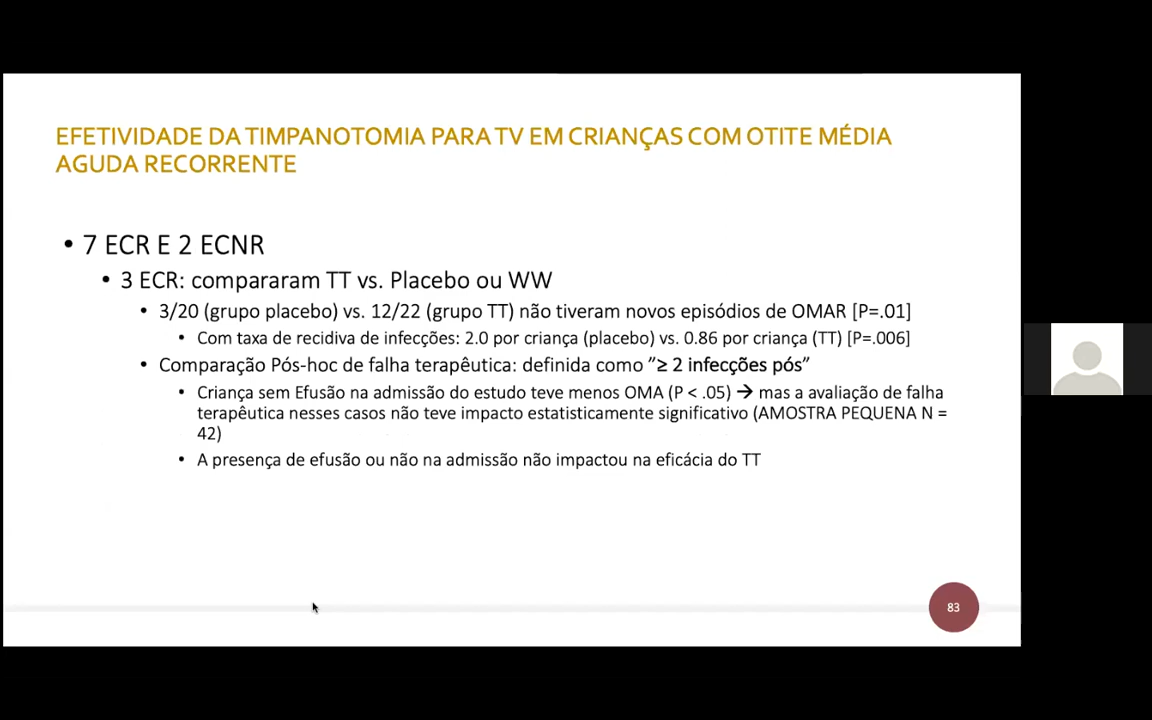 EFETIVIDADE DA TIMPANOTOMIA PARA TV EM CRIANÇAS COM OTITE MÉDIA
AGUDA RECORRENTE
• 7 ECR E 2 ECNR
• 3 ECR: compararam TT vs. Placebo ou WW
• 3/20 (grupo placebo) vs. 12/22 (grupo TT) não tiveram novos episódios de OMAR [P=.01]
• Com taxa de recidiva de infecções: 2.0 por criança (placebo) vs. 0.86 por criança (TT) [P=.006]
• Comparação Pós-hoc de falha terapêutica: definida como ”≥ 2 infecções pós”
• Criança sem Efusão na admissão do estudo teve menos OMA (P < .05) → mas a avaliação de falha
terapêutica nesses casos não teve impacto estatisticamente significativo (AMOSTRA PEQUENA N =
42)
• A presença de efusão ou não na admissão não impactou na eficácia do TT
83